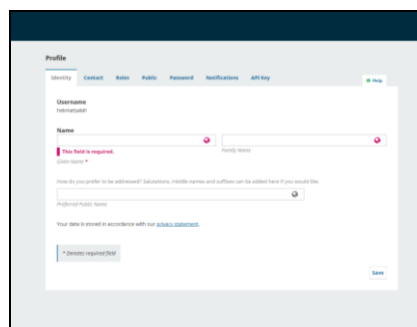 Profile
Identity Contact Roles Public Password Notifications API Key
Help
Username
Name
This field is required.
Given Name *
Family Name
How do you prefer to be addressed? Salutations, middle names and suffixes can be added here if you would like.
Preferred Public Name
Your data is stored in accordance with our privacy statement.
* Denotes required field
Save